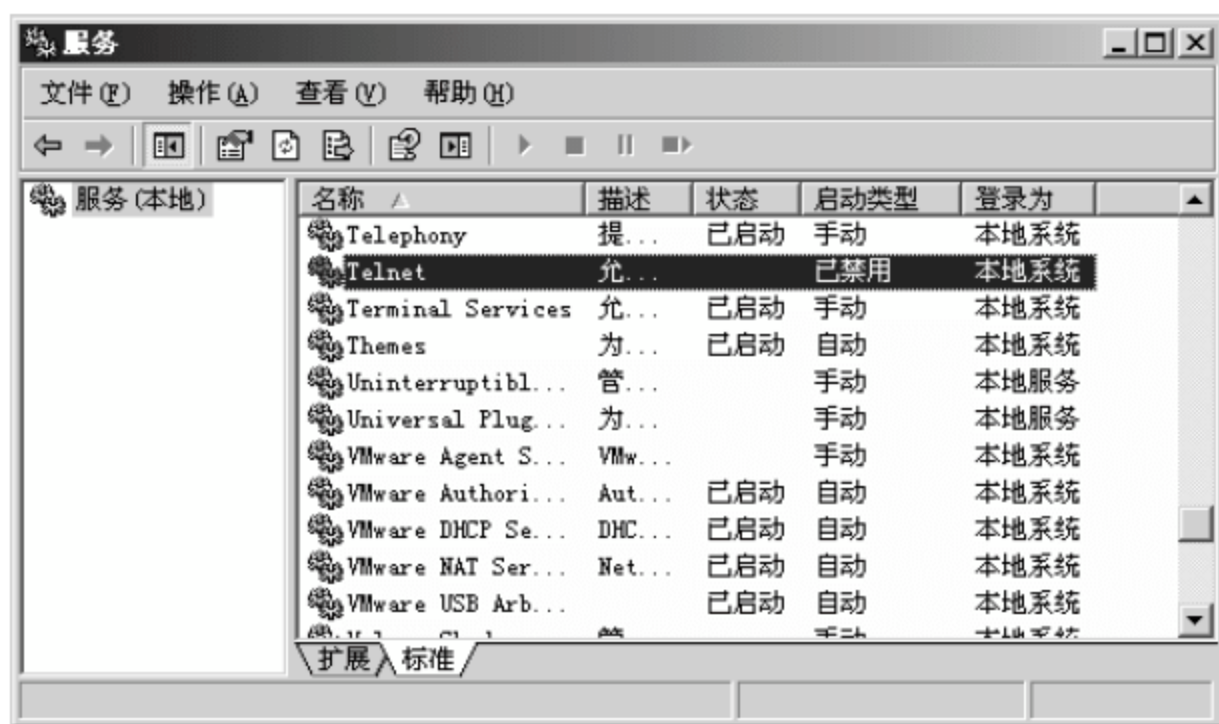 服务
文件(F) 操作(A) 查看(V) 帮助(H)
服务(本地)
名称 描述 状态 启动类型 登录为
Telephony 提... 已启动 手动 本地系统
Telnet 允... 已禁用 本地系统
Terminal Services 允... 已启动 手动 本地系统
Themes 为... 已启动 自动 本地系统
Uninterruptibl... 管... 手动 本地服务
Universal Plug... 为... 手动 本地服务
VMware Agent S... VMw... 手动 本地系统
VMware Authori... Aut... 已启动 自动 本地系统
VMware DHCP Se... DHC... 已启动 自动 本地系统
VMware NAT Ser... Net... 已启动 自动 本地系统
VMware USB Arb... 已启动 自动 本地系统
扩展 标准